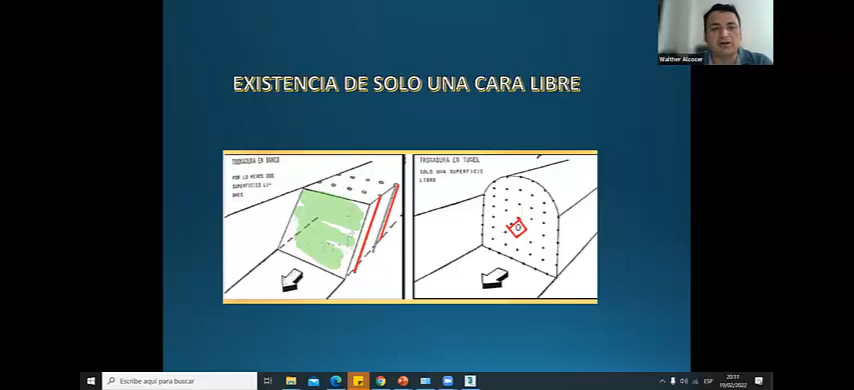 Walther Alcocer
EXISTENCIA DE SOLO UNA CARA LIBRE
TRONADURA EN BANCO
POR LO MENOS DOS
SUPERFICIES LI-
BRES
TRONADURA EN TUNEL
SOLO UNA SUPERFICIE
LIBRE
Escribe aquí para buscar
ESP
20:11
19/02/2022